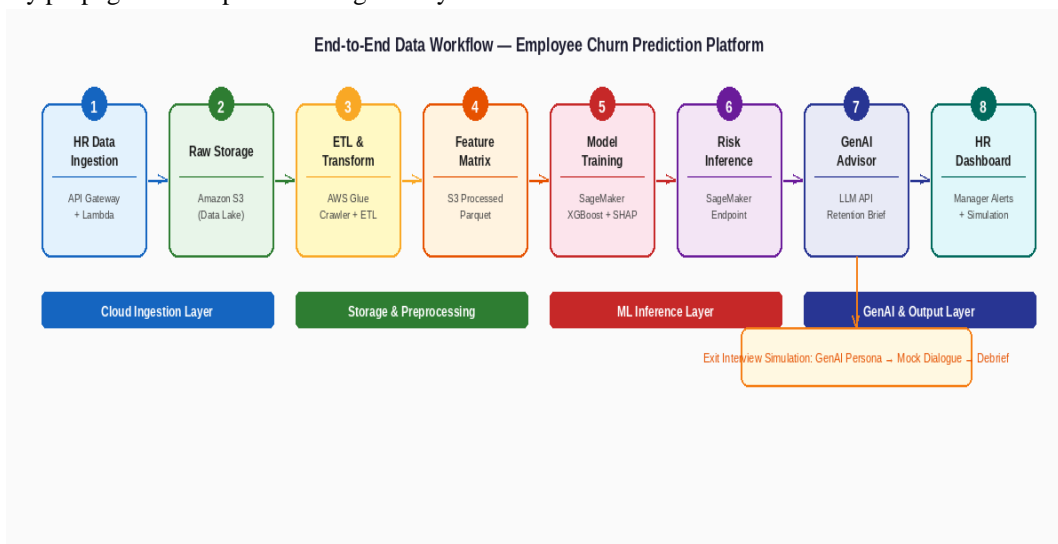 End-to-End Data Workflow — Employee Churn Prediction Platform
1
HR Data
Ingestion
API Gateway
+ Lambda
2
Raw Storage
Amazon S3
(Data Lake)
3
ETL &
Transform
AWS Glue
Crawler + ETL
4
Feature
Matrix
S3 Processed
Parquet
5
Model
Training
SageMaker
XGBoost + SHAP
6
Risk
Inference
SageMaker
Endpoint
7
GenAI
Advisor
LLM API
Retention Brief
8
HR
Dashboard
Manager Alerts
+ Simulation
Cloud Ingestion Layer
Storage & Preprocessing
ML Inference Layer
GenAI & Output Layer
Exit Interview Simulation: GenAI Persona → Mock Dialogue → Debrief